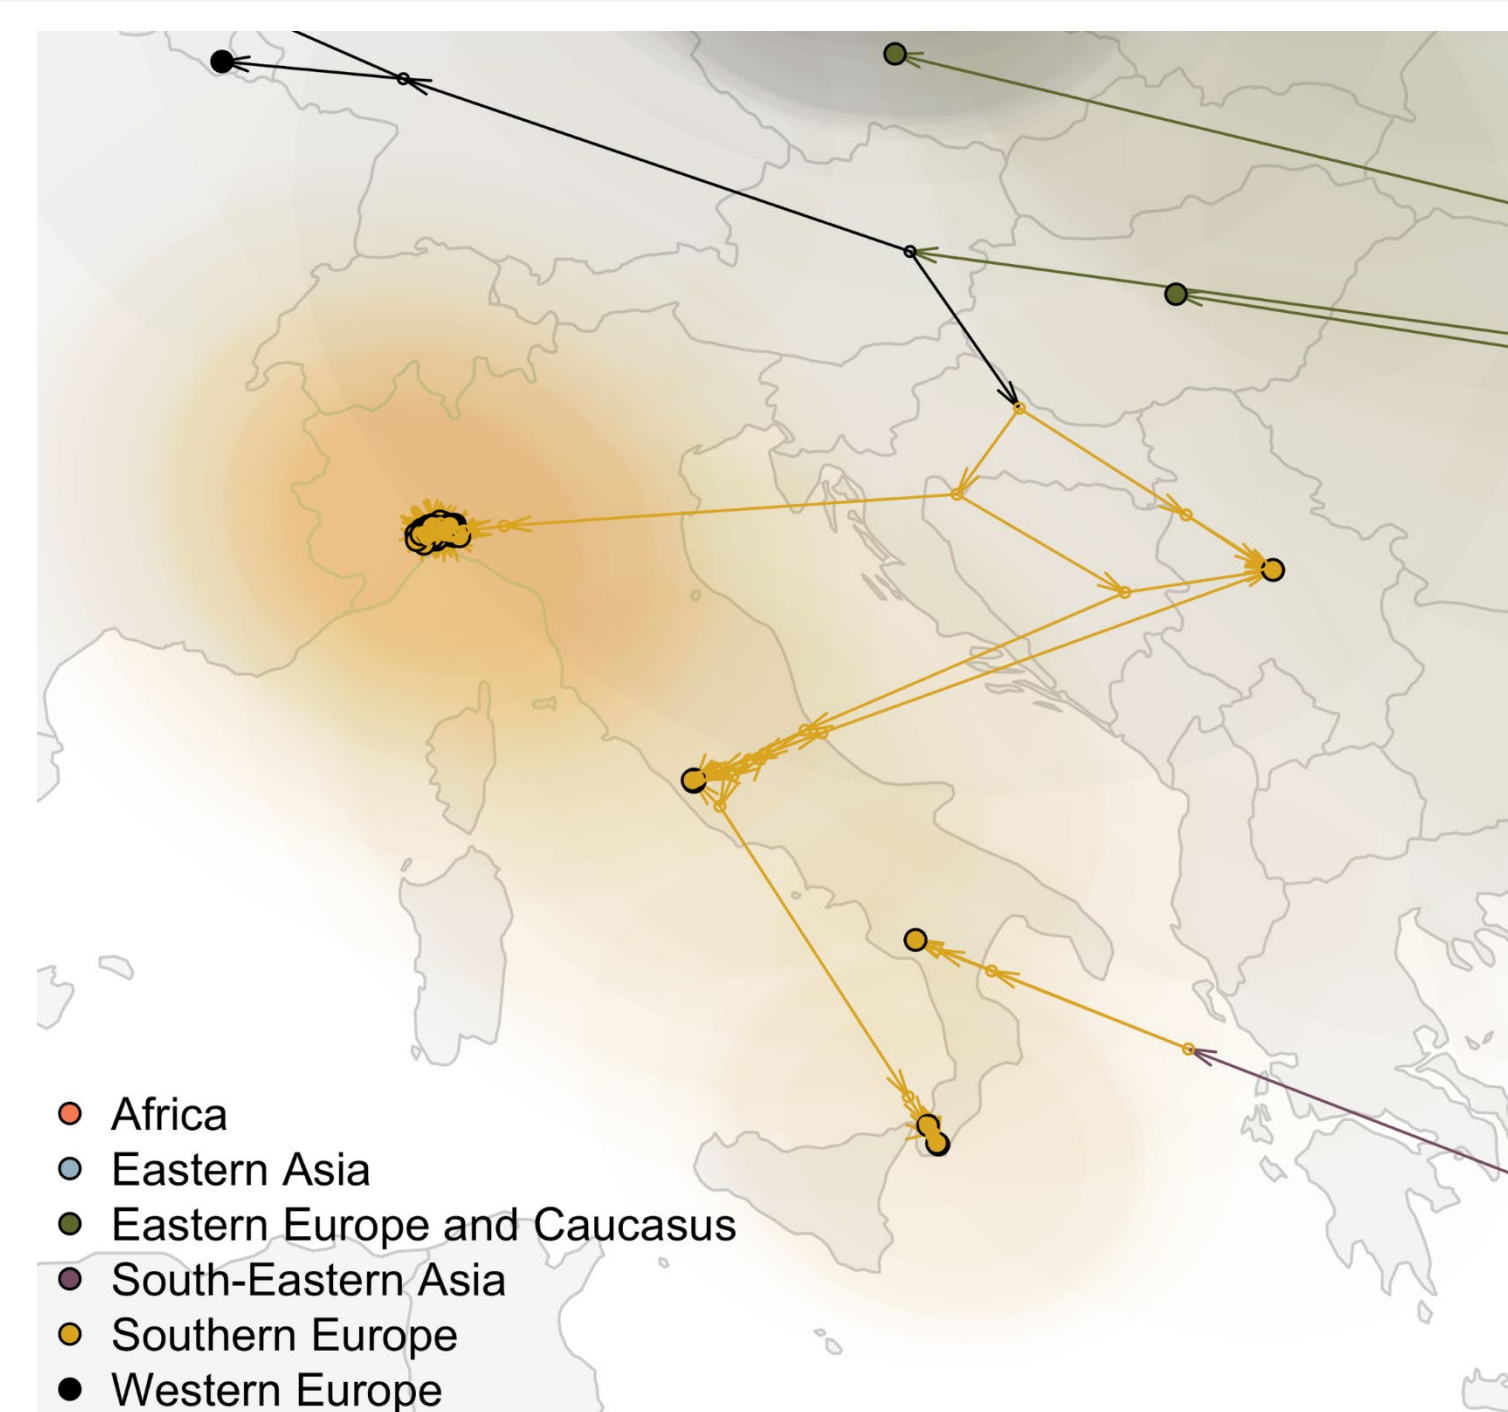 Africa
Eastern Asia
Eastern Europe and Caucasus
South-Eastern Asia
Southern Europe
Western Europe